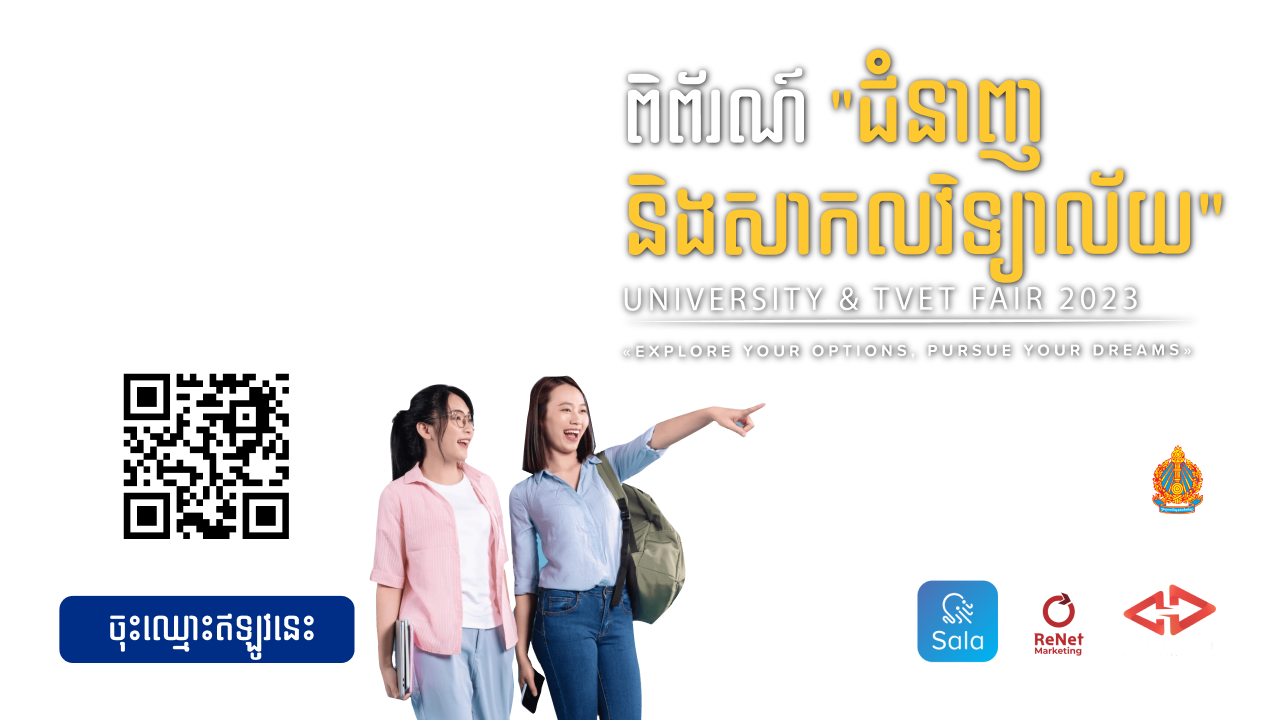 ពិព័រណ៍ "ជំនាញ
និងសាកលវិទ្យាល័យ"
UNIVERSITY & TVET FAIR 2023
«EXPLORE YOUR OPTIONS, PURSUE YOUR DREAMS»
ចុះឈ្មោះឥឡូវនេះ
Sala
ReNet
Marketing